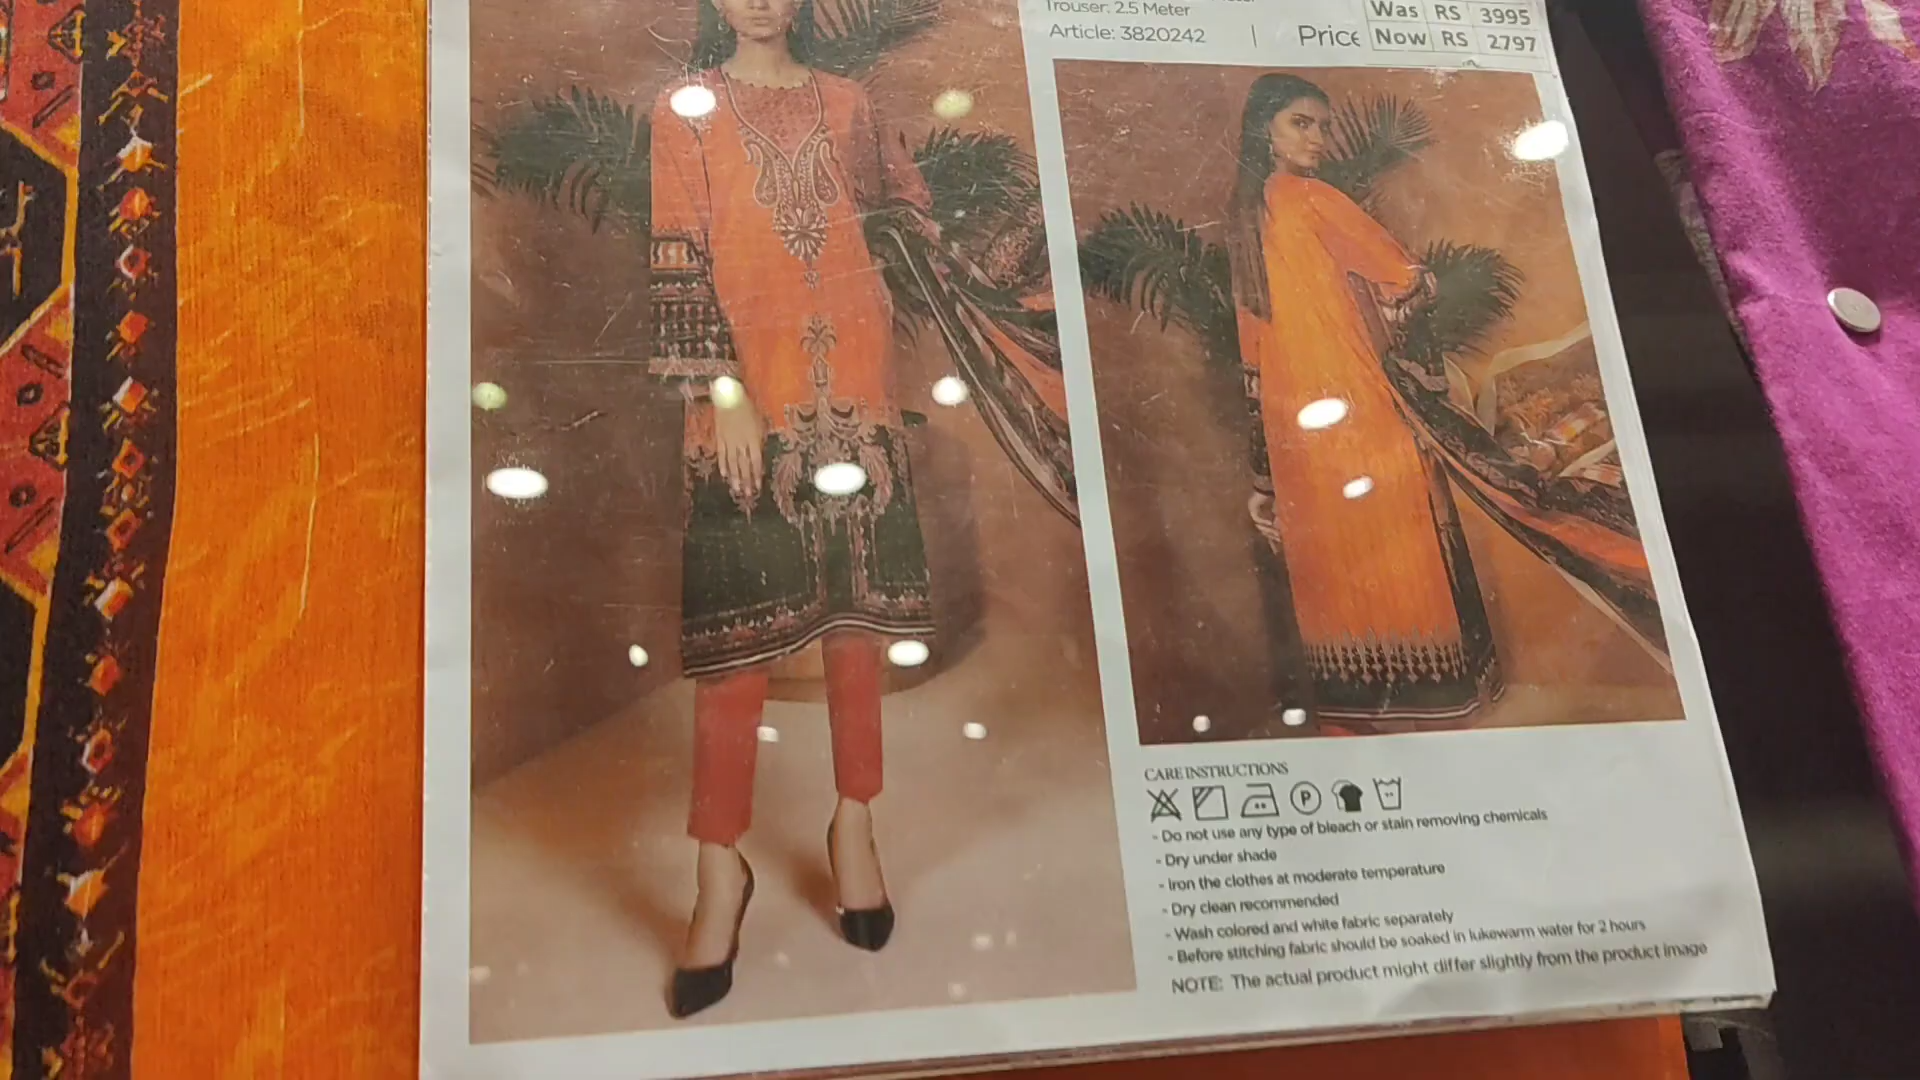 Trouser: 2.5 Meter
Article: 3820242 | Price
Was RS 3995
Now RS 2797
CARE INSTRUCTIONS
P
- Do not use any type of bleach or stain removing chemicals
- Dry under shade
- Iron the clothes at moderate temperature
- Dry clean recommended
- Wash colored and white fabric separately
- Before stitching fabric should be soaked in lukewarm water for 2 hours
NOTE: The actual product might differ slightly from the product image